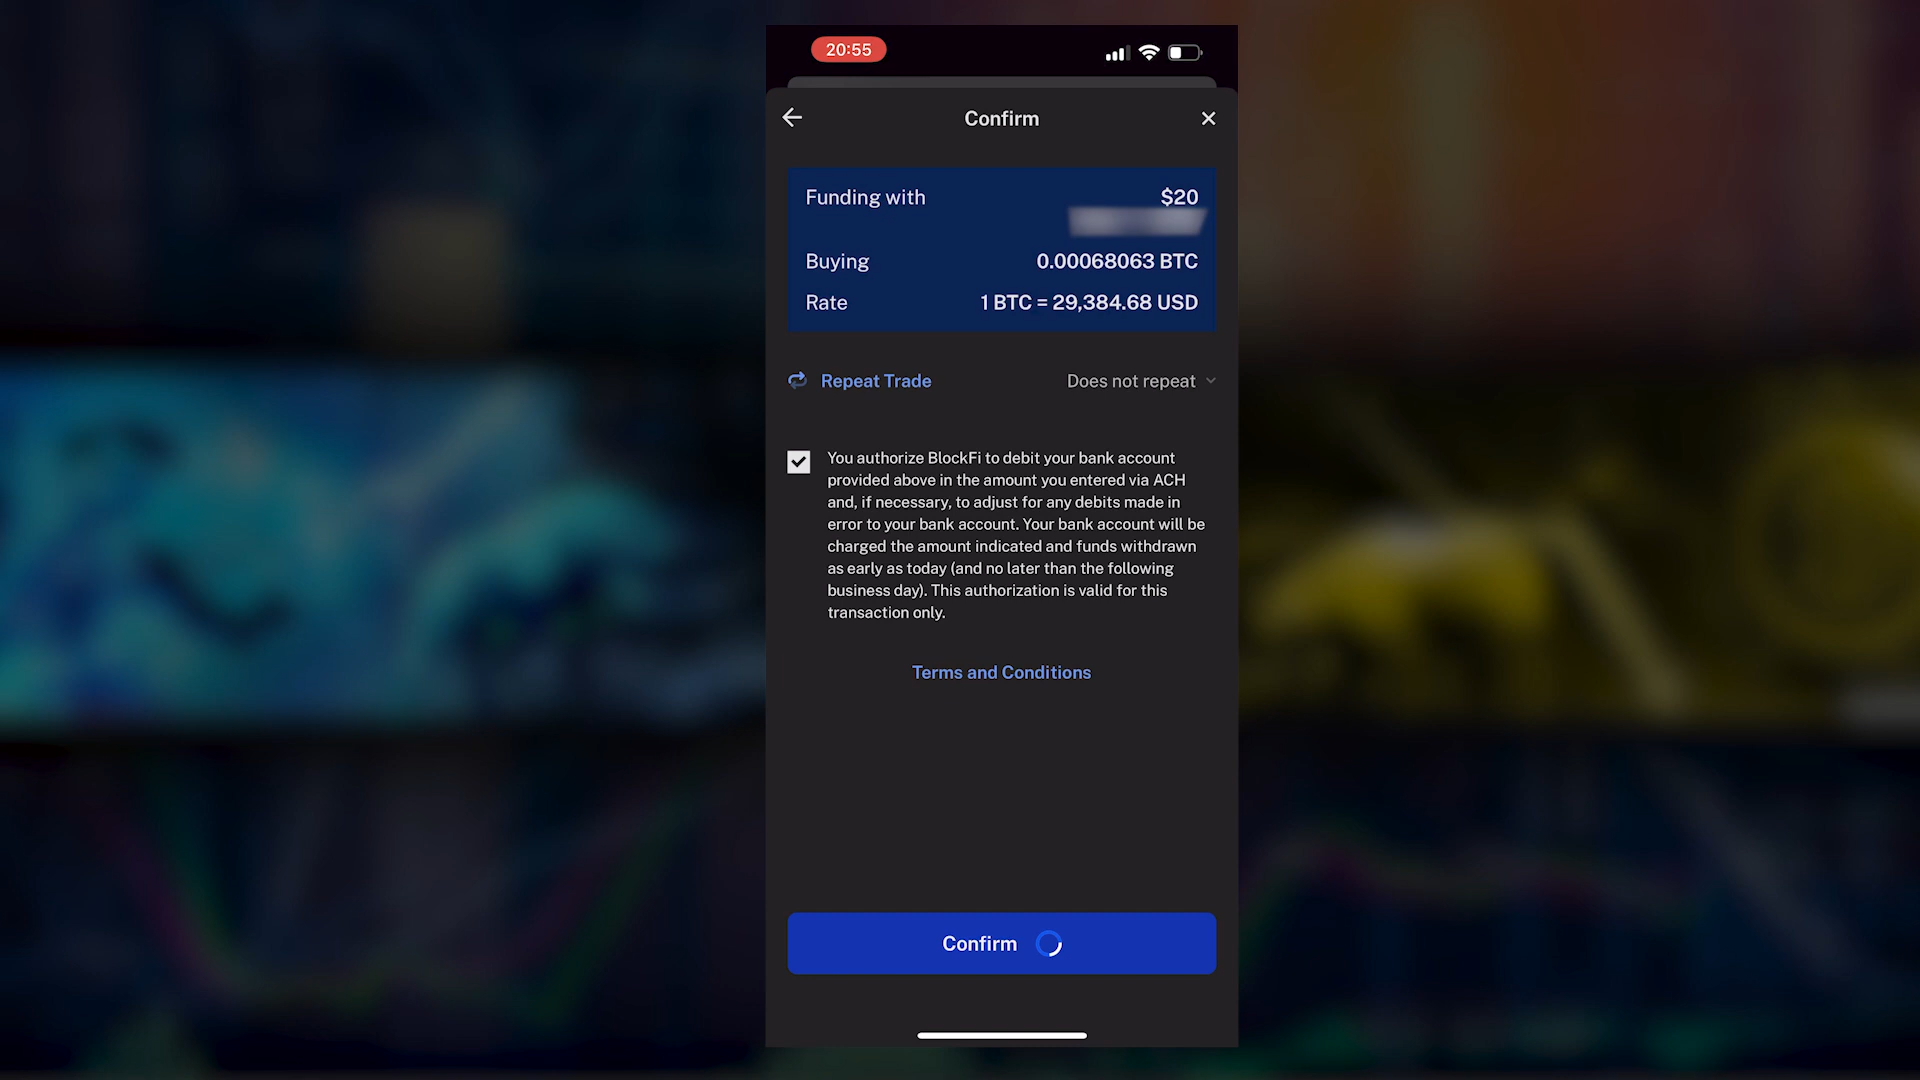 20:55
Confirm
Funding with $20
Buying 0.00068063 BTC
Rate 1 BTC = 29,384.68 USD
Repeat Trade Does not repeat
You authorize BlockFi to debit your bank account
provided above in the amount you entered via ACH
and, if necessary, to adjust for any debits made in
error to your bank account. Your bank account will be
charged the amount indicated and funds withdrawn
as early as today (and no later than the following
business day). This authorization is valid for this
transaction only.
Terms and Conditions
Confirm